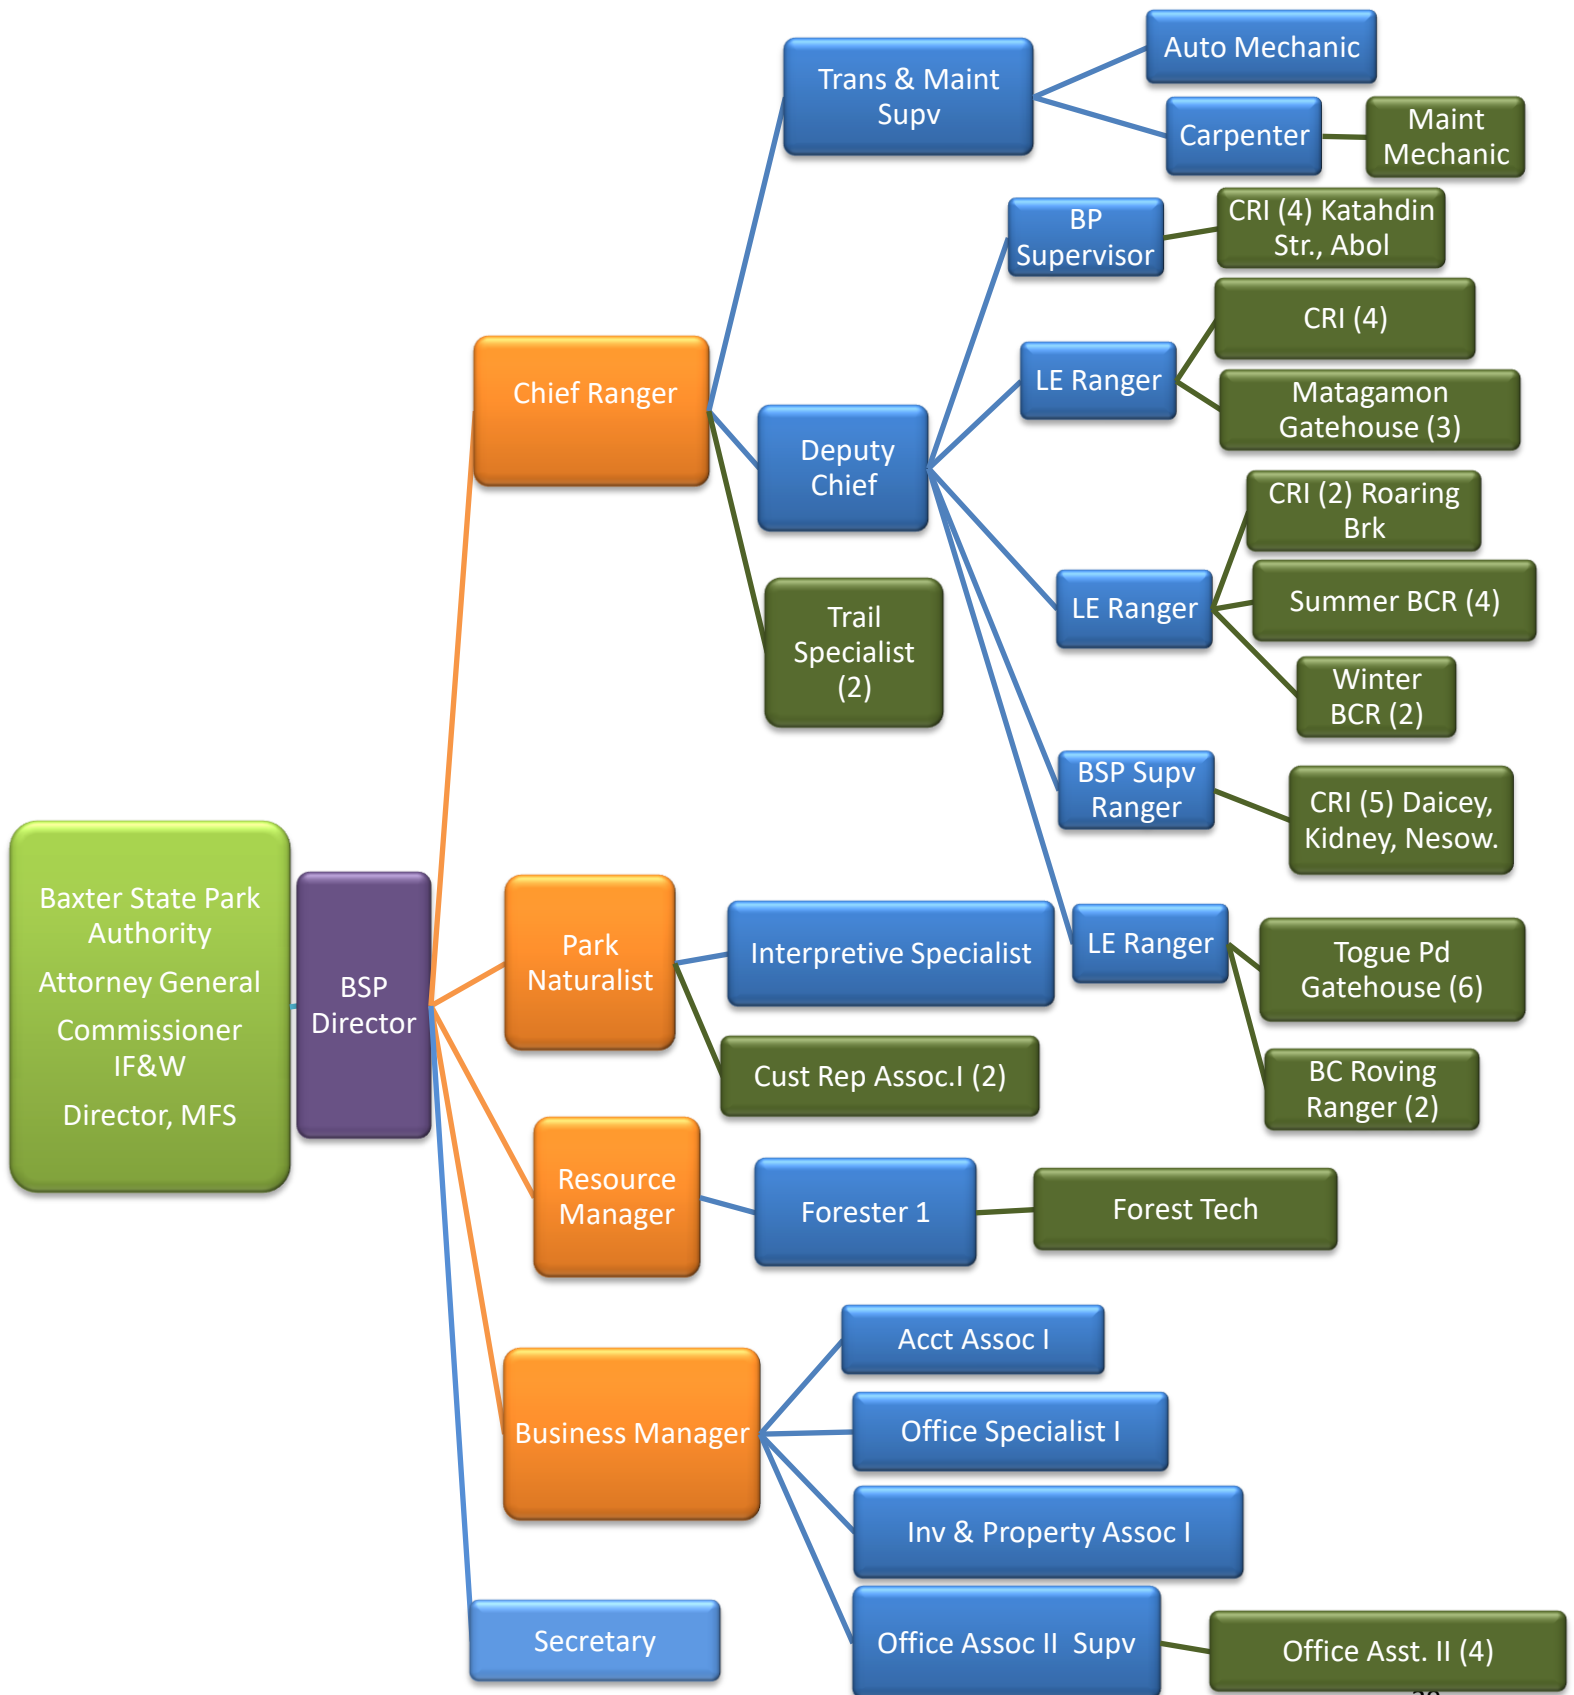 Auto Mechanic
Trans & Maint
Supv
Carpenter
Maint
Mechanic
BP
Supervisor
CRI (4) Katahdin
Str., Abol
CRI (4)
LE Ranger
Matagamon
Gatehouse (3)
Chief Ranger
Deputy
Chief
CRI (2) Roaring
Brk
LE Ranger
Summer BCR (4)
Trail
Specialist
(2)
Winter
BCR (2)
BSP Supv
Ranger
CRI (5) Daicey,
Kidney, Nesow.
Baxter State Park
Authority
Attorney General
Commissioner
IF&W
Director, MFS
BSP
Director
Park
Naturalist
Interpretive Specialist
LE Ranger
Togue Pd
Gatehouse (6)
Cust Rep Assoc.I (2)
BC Roving
Ranger (2)
Resource
Manager
Forester 1
Forest Tech
Acct Assoc I
Business Manager
Office Specialist I
Inv & Property Assoc I
Secretary
Office Assoc II  Supv
Office Asst. II (4)